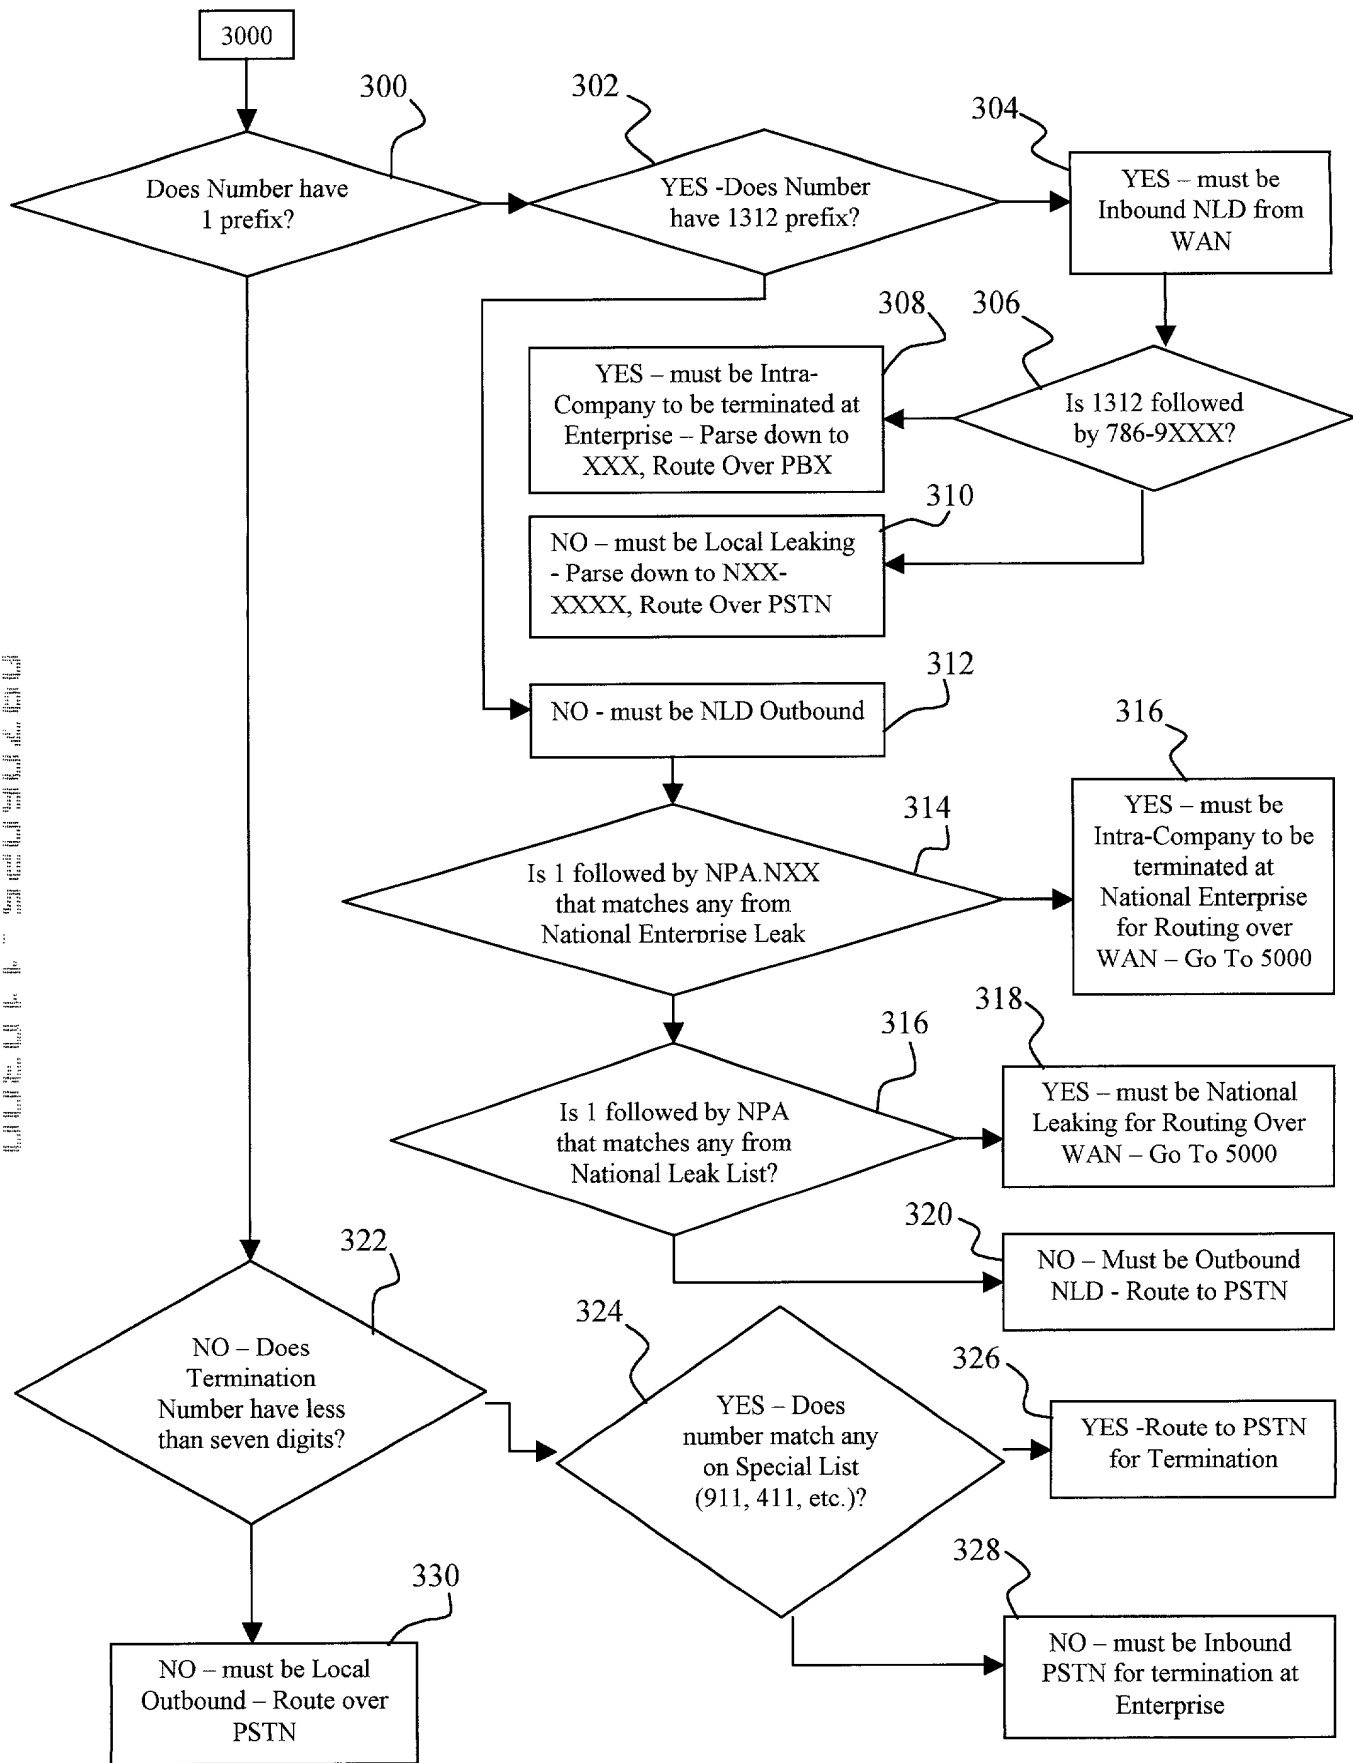 3000
300
302
304
Does Number have
1 prefix?
YES -Does Number
have 1312 prefix?
YES – must be
Inbound NLD from
WAN
308
306
YES – must be Intra-
Company to be terminated at
Enterprise – Parse down to
XXX, Route Over PBX
Is 1312 followed
by 786-9XXX?
310
NO – must be Local Leaking
- Parse down to NXX-
XXXX, Route Over PSTN
312
NO - must be NLD Outbound
316
YES – must be
Intra-Company to be
terminated at
National Enterprise
for Routing over
WAN – Go To 5000
314
Is 1 followed by NPA.NXX
that matches any from
National Enterprise Leak
318
316
YES – must be National
Leaking for Routing Over
WAN – Go To 5000
Is 1 followed by NPA
that matches any from
National Leak List?
320
NO – Must be Outbound
NLD - Route to PSTN
322
NO – Does
Termination
Number have less
than seven digits?
324
YES – Does
number match any
on Special List
(911, 411, etc.)?
326
YES -Route to PSTN
for Termination
328
NO – must be Inbound
PSTN for termination at
Enterprise
330
NO – must be Local
Outbound – Route over
PSTN